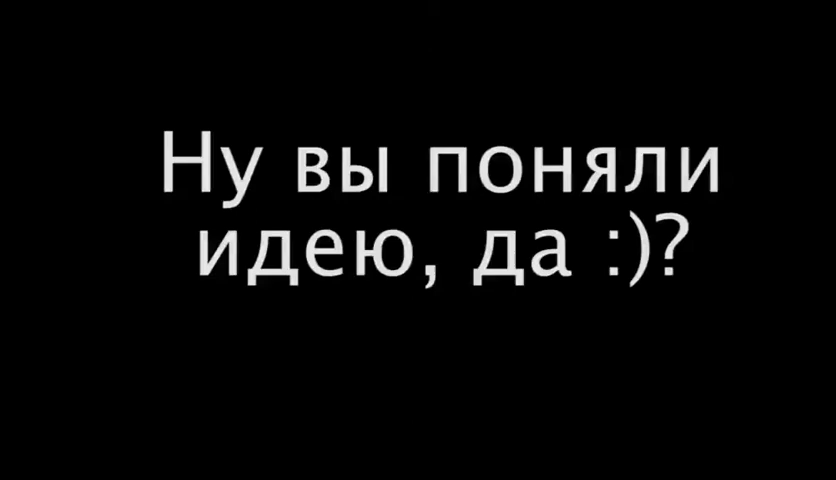 Ну вы поняли
идею, да :)?